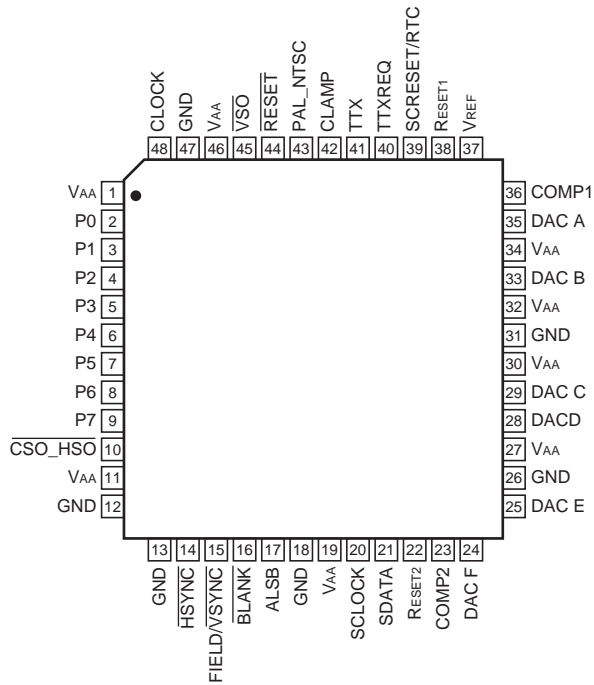 CLOCK
GND
VAA
VSO
RESET
PAL_NTSC
CLAMP
TTX
TTXREQ
SCRESET/RTC
RESET1
VREF
48 47 46 45 44 43 42 41 40 39 38 37
VAA 1
P0 2
P1 3
P2 4
P3 5
P4 6
P5 7
P6 8
P7 9
CSO_HSO 10
VAA 11
GND 12
36 COMP1
35 DAC A
34 VAA
33 DAC B
32 VAA
31 GND
30 VAA
29 DAC C
28 DACD
27 VAA
26 GND
25 DAC E
13 14 15 16 17 18 19 20 21 22 23 24
GND
HSYNC
FIELD/VSYNC
BLANK
ALSB
GND
VAA
SCLOCK
SDATA
RESET2
COMP2
DAC F